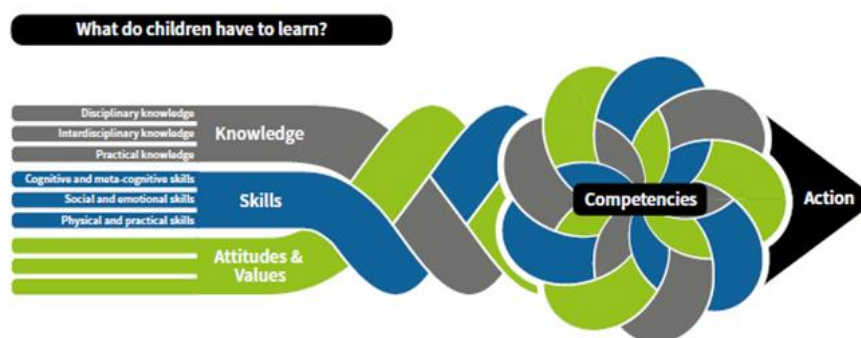 What do children have to learn?
Disciplinary knowledge
Interdisciplinary knowledge
Practical knowledge
Knowledge
Cognitive and meta-cognitive skills
Social and emotional skills
Physical and practical skills
Skills
Attitudes &
Values
Competencies
Action